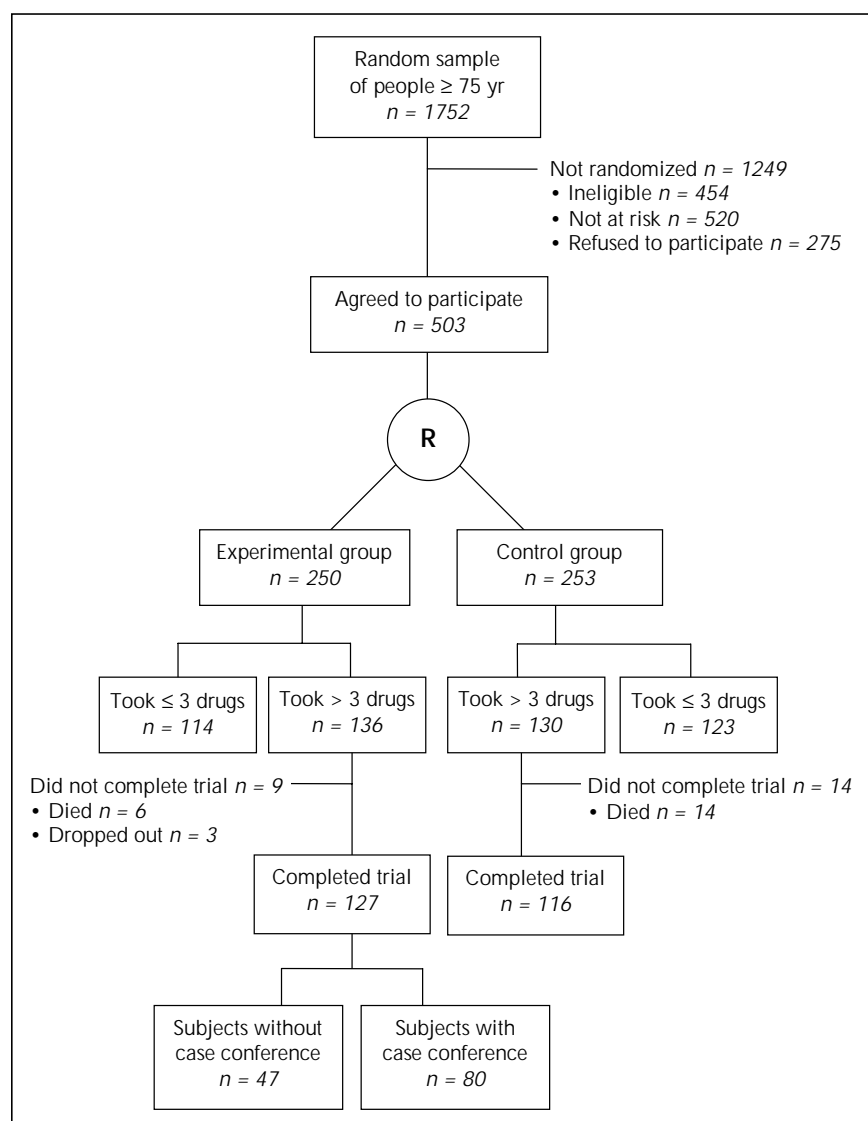 Random sample
of people ≥ 75 yr
n = 1752
Not randomized n = 1249
• Ineligible n = 454
• Not at risk n = 520
• Refused to participate n = 275
Agreed to participate
n = 503
R
Experimental group
n = 250
Control group
n = 253
Took ≤ 3 drugs
n = 114
Took > 3 drugs
n = 136
Took > 3 drugs
n = 130
Took ≤ 3 drugs
n = 123
Did not complete trial n = 9
• Died n = 6
• Dropped out n = 3
Did not complete trial n = 14
• Died n = 14
Completed trial
n = 127
Completed trial
n = 116
Subjects without
case conference
n = 47
Subjects with
case conference
n = 80